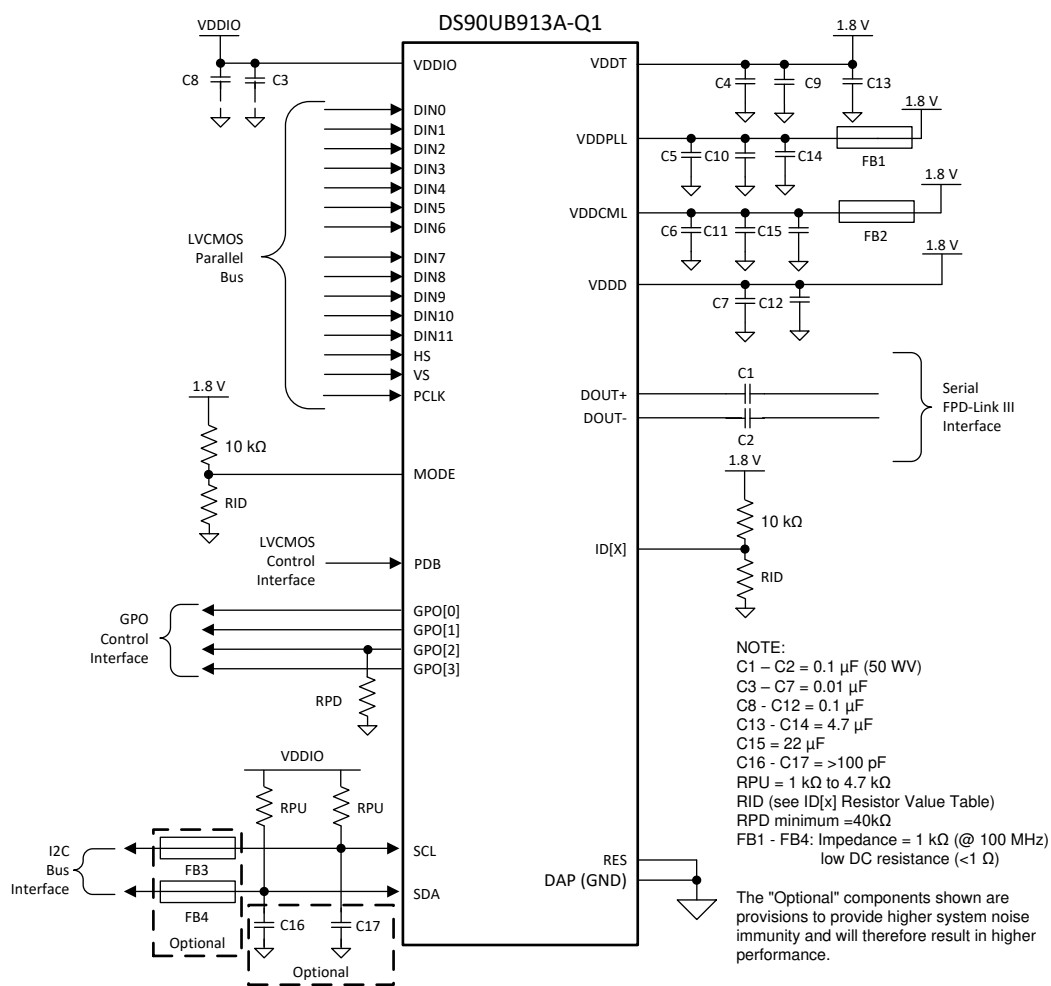 DS90UB913A-Q1
VDDIO
C8
C3
VDDIO
DIN0
DIN1
DIN2
DIN3
DIN4
DIN5
DIN6
DIN7
DIN8
DIN9
DIN10
DIN11
HS
VS
PCLK
LVCMOS
Parallel
Bus
1.8 V
10 kΩ
RID
MODE
LVCMOS
Control
Interface
PDB
GPO
Control
Interface
GPO[0]
GPO[1]
GPO[2]
GPO[3]
RPD
VDDIO
RPU
RPU
I2C
Bus
Interface
FB3
FB4
Optional
SCL
SDA
C16
C17
Optional
1.8 V
VDDT
C4
C9
C13
1.8 V
VDDPLL
C5
C10
C14
FB1
1.8 V
VDDCML
C6
C11
C15
FB2
1.8 V
VDDD
C7
C12
DOUT+
DOUT-
C1
C2
Serial
FPD-Link III
Interface
1.8 V
10 kΩ
ID[X]
RID
RES
DAP (GND)
NOTE:
C1 – C2 = 0.1 µF (50 WV)
C3 – C7 = 0.01 µF
C8 - C12 = 0.1 µF
C13 - C14 = 4.7 µF
C15 = 22 µF
C16 - C17 = >100 pF
RPU = 1 kΩ to 4.7 kΩ
RID (see ID[x] Resistor Value Table)
RPD minimum =40kΩ
FB1 - FB4: Impedance = 1 kΩ (@ 100 MHz)
low DC resistance (<1 Ω)
The "Optional" components shown are
provisions to provide higher system noise
immunity and will therefore result in higher
performance.